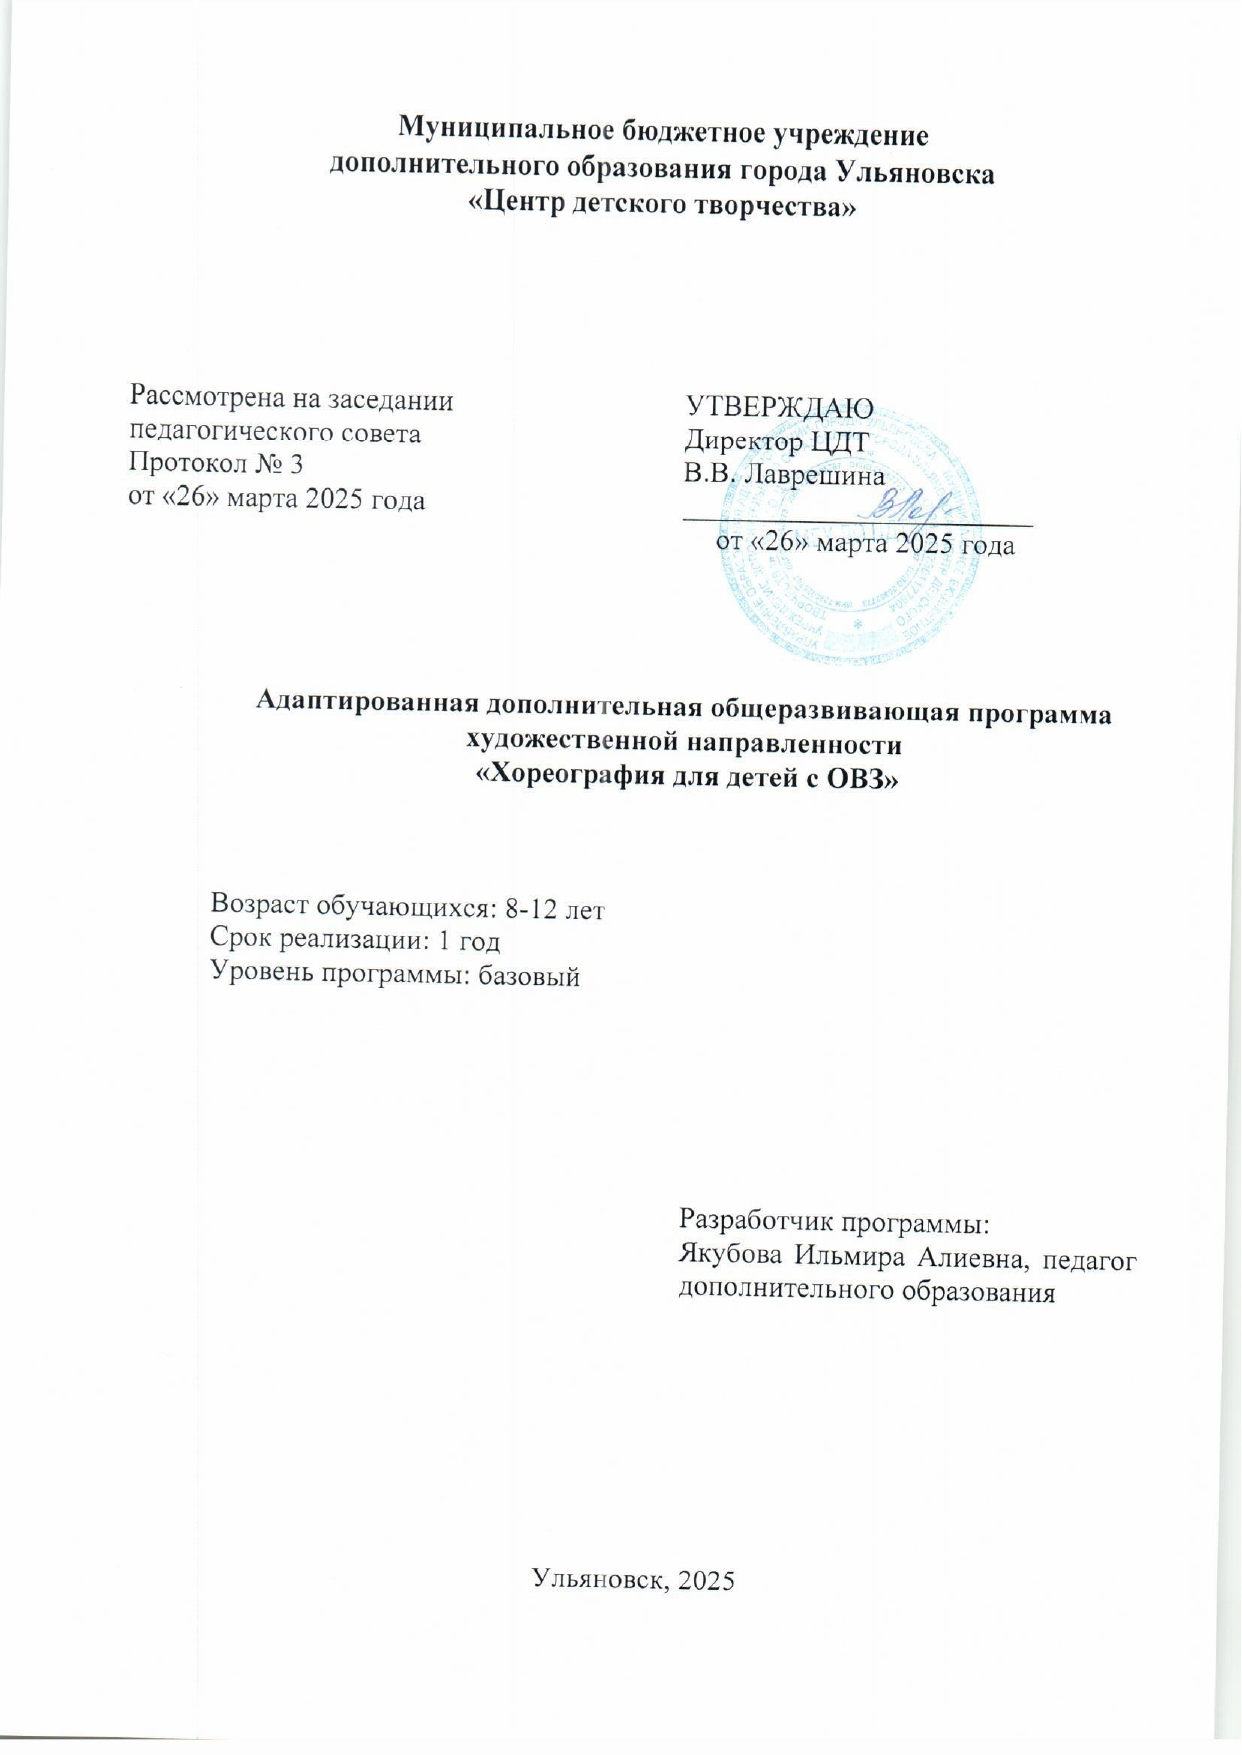 Муниципальное бюджетное учреждение
дополнительного образования города Ульяновска
«Центр детского творчества»
Рассмотрена на заседании
педагогического совета
Протокол № 3
от «26» марта 2025 года
УТВЕРЖДАЮ
Директор ЦДТ
В.В. Лаврешина
от «26» марта 2025 года
Адаптированная дополнительная общеразвивающая программа
художественной направленности
«Хореография для детей с ОВЗ»
Возраст обучающихся: 8-12 лет
Срок реализации: 1 год
Уровень программы: базовый
Разработчик программы:
Якубова Ильмира Алиевна, педагог
дополнительного образования
Ульяновск, 2025